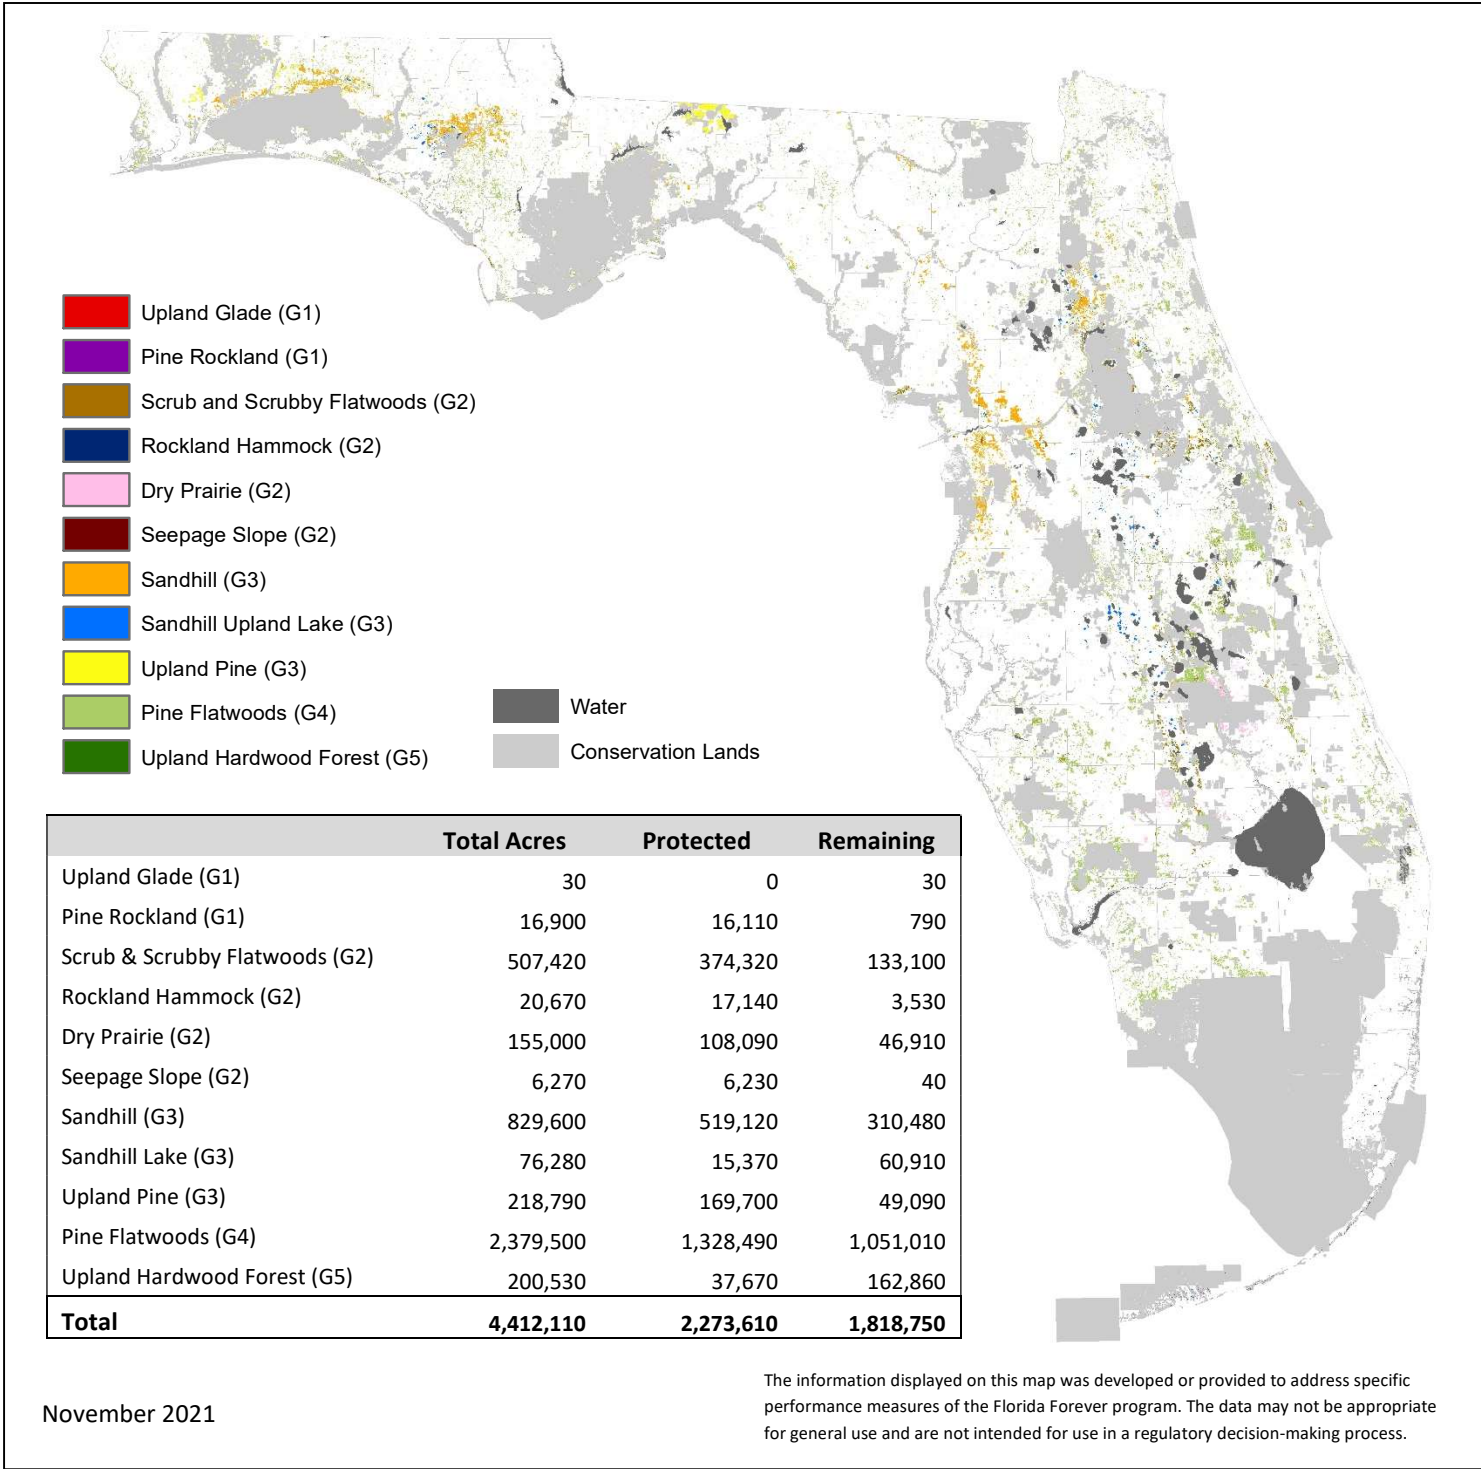 Upland Glade (G1)
Pine Rockland (G1)
Scrub and Scrubby Flatwoods (G2)
Rockland Hammock (G2)
Dry Prairie (G2)
Seepage Slope (G2)
Sandhill (G3)
Sandhill Upland Lake (G3)
Upland Pine (G3)
Pine Flatwoods (G4)
Upland Hardwood Forest (G5)
Water
Conservation Lands
Total Acres Protected Remaining
Upland Glade (G1) 30 0 30
Pine Rockland (G1) 16,900 16,110 790
Scrub & Scrubby Flatwoods (G2) 507,420 374,320 133,100
Rockland Hammock (G2) 20,670 17,140 3,530
Dry Prairie (G2) 155,000 108,090 46,910
Seepage Slope (G2) 6,270 6,230 40
Sandhill (G3) 829,600 519,120 310,480
Sandhill Lake (G3) 76,280 15,370 60,910
Upland Pine (G3) 218,790 169,700 49,090
Pine Flatwoods (G4) 2,379,500 1,328,490 1,051,010
Upland Hardwood Forest (G5) 200,530 37,670 162,860
Total 4,412,110 2,273,610 1,818,750
November 2021
The information displayed on this map was developed or provided to address specific
performance measures of the Florida Forever program. The data may not be appropriate
for general use and are not intended for use in a regulatory decision-making process.